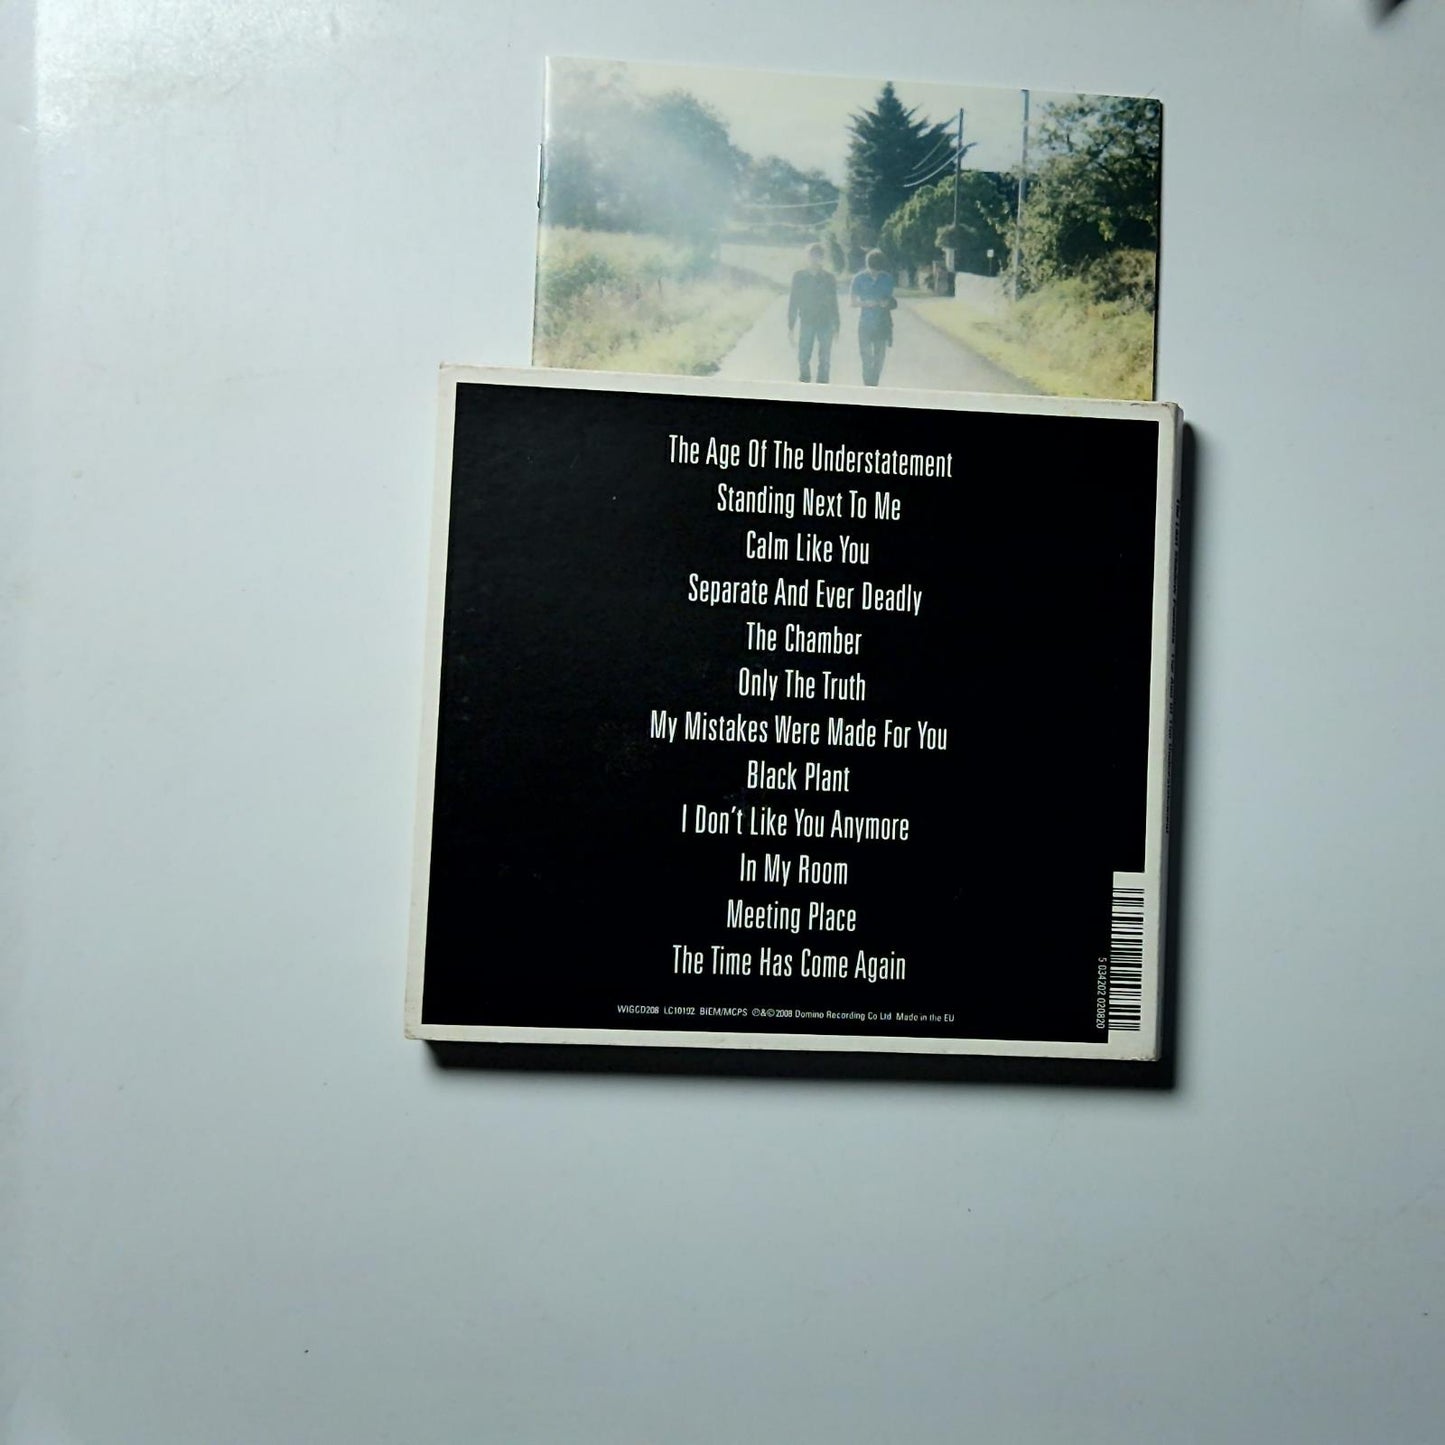 The Age Of The Understatement
Standing Next To Me
Calm Like You
Separate And Ever Deadly
The Chamber
Only The Truth
My Mistakes Were Made For You
Black Plant
I Don't Like You Anymore
In My Room
Meeting Place
The Time Has Come Again
WIGCD208 LC10192 BIEM/MCPS ℗&©2008 Domino Recording Co Ltd Made in the EU
5 034202 020820